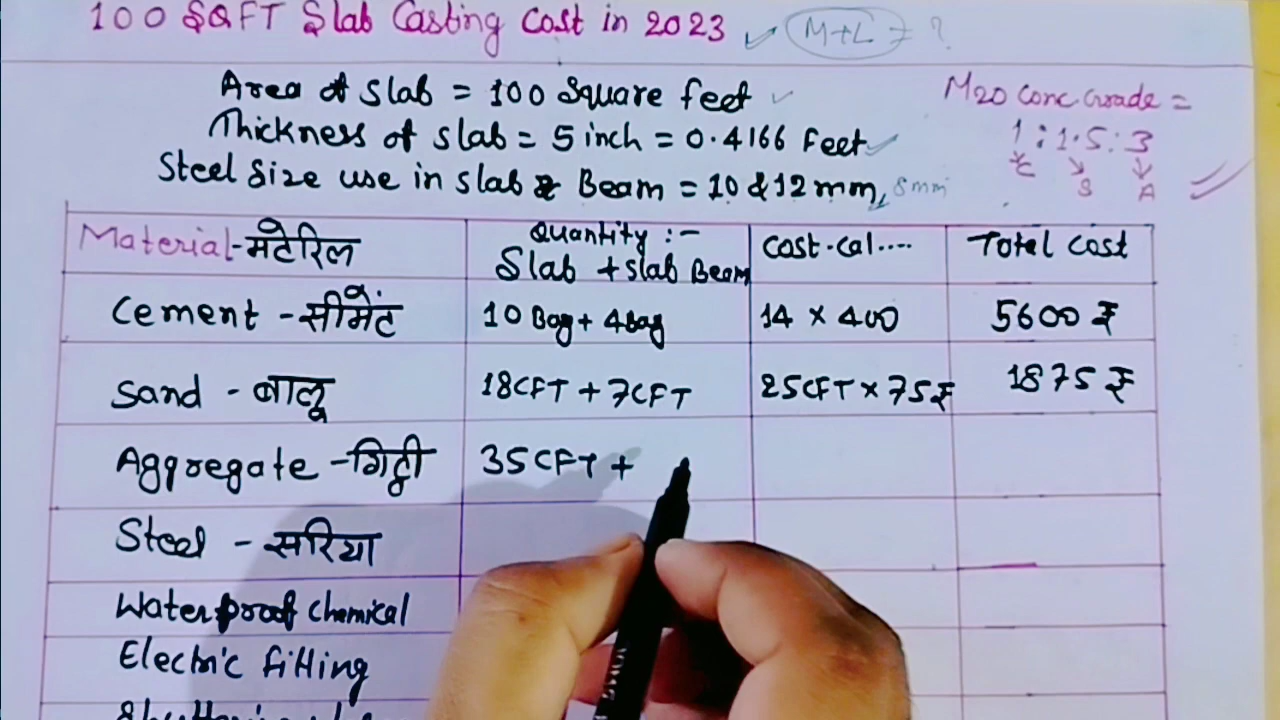 100 SQFT Slab Casting Cost in 2023 M+L = ?
Area of Slab = 100 Square feet
Thickness of slab = 5 inch = 0.4166 Feet
Steel Size use in slab & Beam = 10 & 12 mm, 8mm
M20 Conc. Grade =
1 : 1.5 : 3
C S A
Material - मटेरिल Quantity :- Slab + Slab Beam Cost-cal.... Total Cost
Cement - सीमेंट 10 Bag + 4 Bag 14 × 400 5600 ₹
Sand - बालू 18 CFT + 7 CFT 25 CFT × 75 ₹ 1875 ₹
Aggregate - गिट्टी 35 CFT +
Steel - सरिया
Waterproof Chemical
Electric fitting